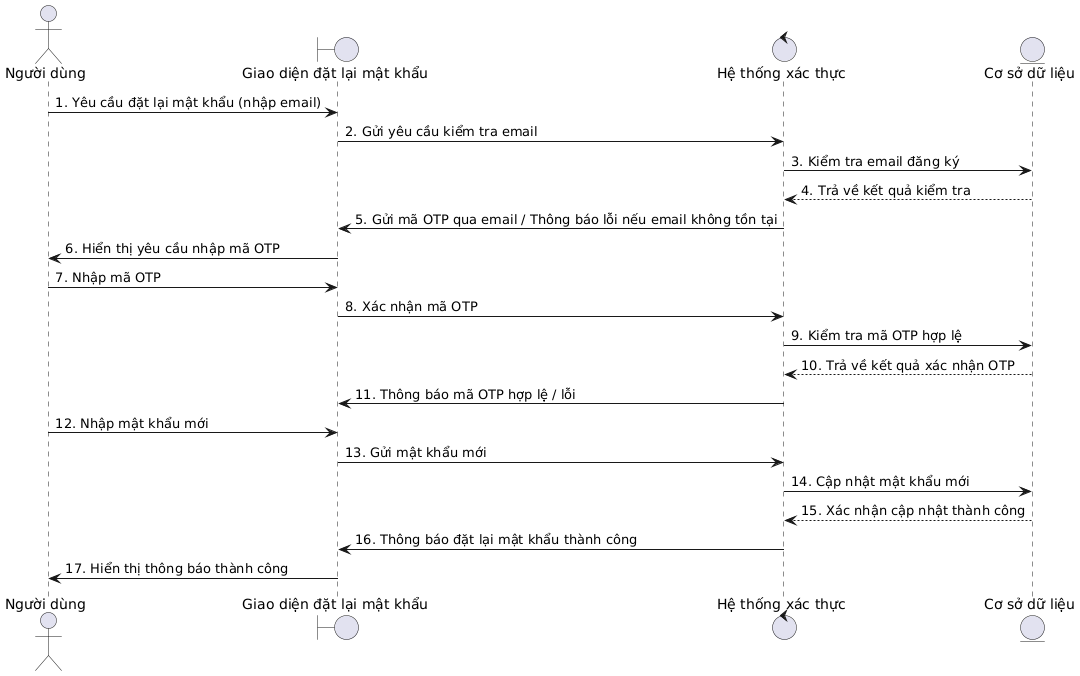 Người dùng
Giao diện đặt lại mật khẩu
Hệ thống xác thực
Cơ sở dữ liệu
1. Yêu cầu đặt lại mật khẩu (nhập email)
2. Gửi yêu cầu kiểm tra email
3. Kiểm tra email đăng ký
4. Trả về kết quả kiểm tra
5. Gửi mã OTP qua email / Thông báo lỗi nếu email không tồn tại
6. Hiển thị yêu cầu nhập mã OTP
7. Nhập mã OTP
8. Xác nhận mã OTP
9. Kiểm tra mã OTP hợp lệ
10. Trả về kết quả xác nhận OTP
11. Thông báo mã OTP hợp lệ / lỗi
12. Nhập mật khẩu mới
13. Gửi mật khẩu mới
14. Cập nhật mật khẩu mới
15. Xác nhận cập nhật thành công
16. Thông báo đặt lại mật khẩu thành công
17. Hiển thị thông báo thành công
Người dùng
Giao diện đặt lại mật khẩu
Hệ thống xác thực
Cơ sở dữ liệu